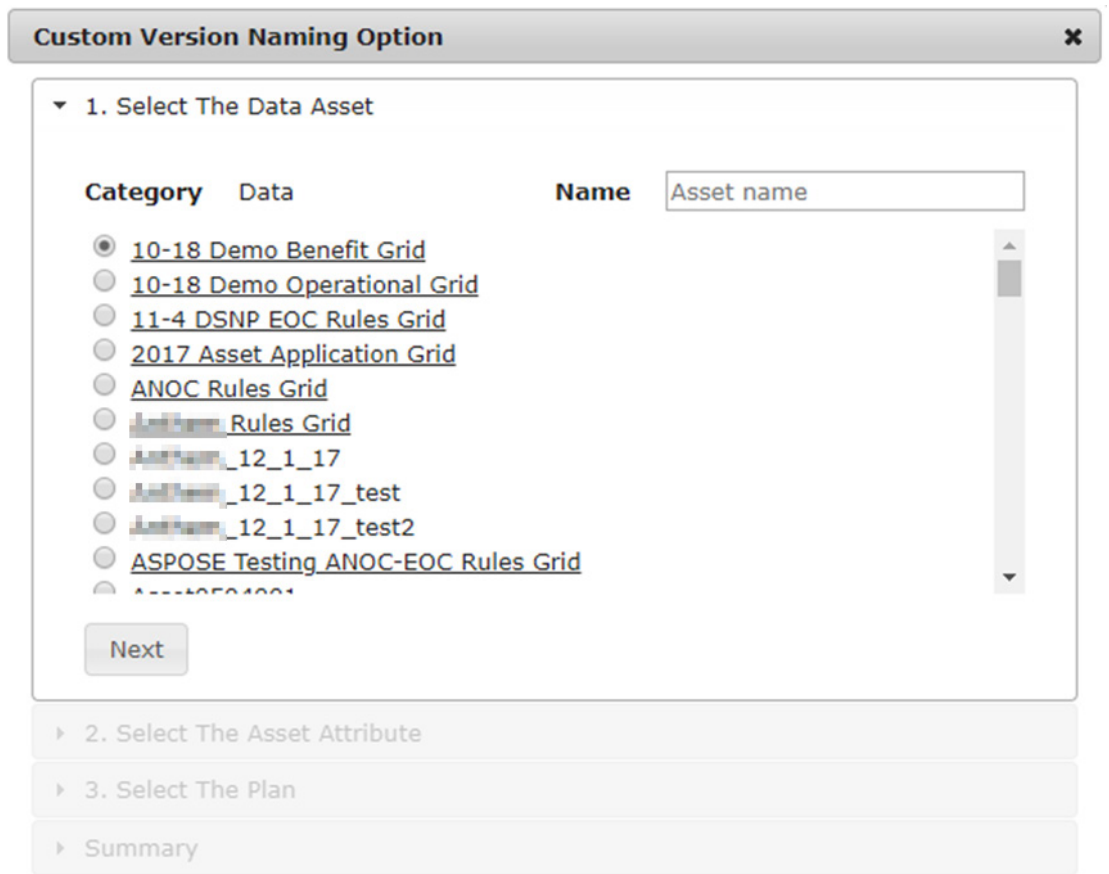 Custom Version Naming Option
1. Select The Data Asset
Category Data Name Asset name
10-18 Demo Benefit Grid
10-18 Demo Operational Grid
11-4 DSNP EOC Rules Grid
2017 Asset Application Grid
ANOC Rules Grid
Rules Grid
_12_1_17
_12_1_17_test
_12_1_17_test2
ASPOSE Testing ANOC-EOC Rules Grid
Next
2. Select The Asset Attribute
3. Select The Plan
Summary